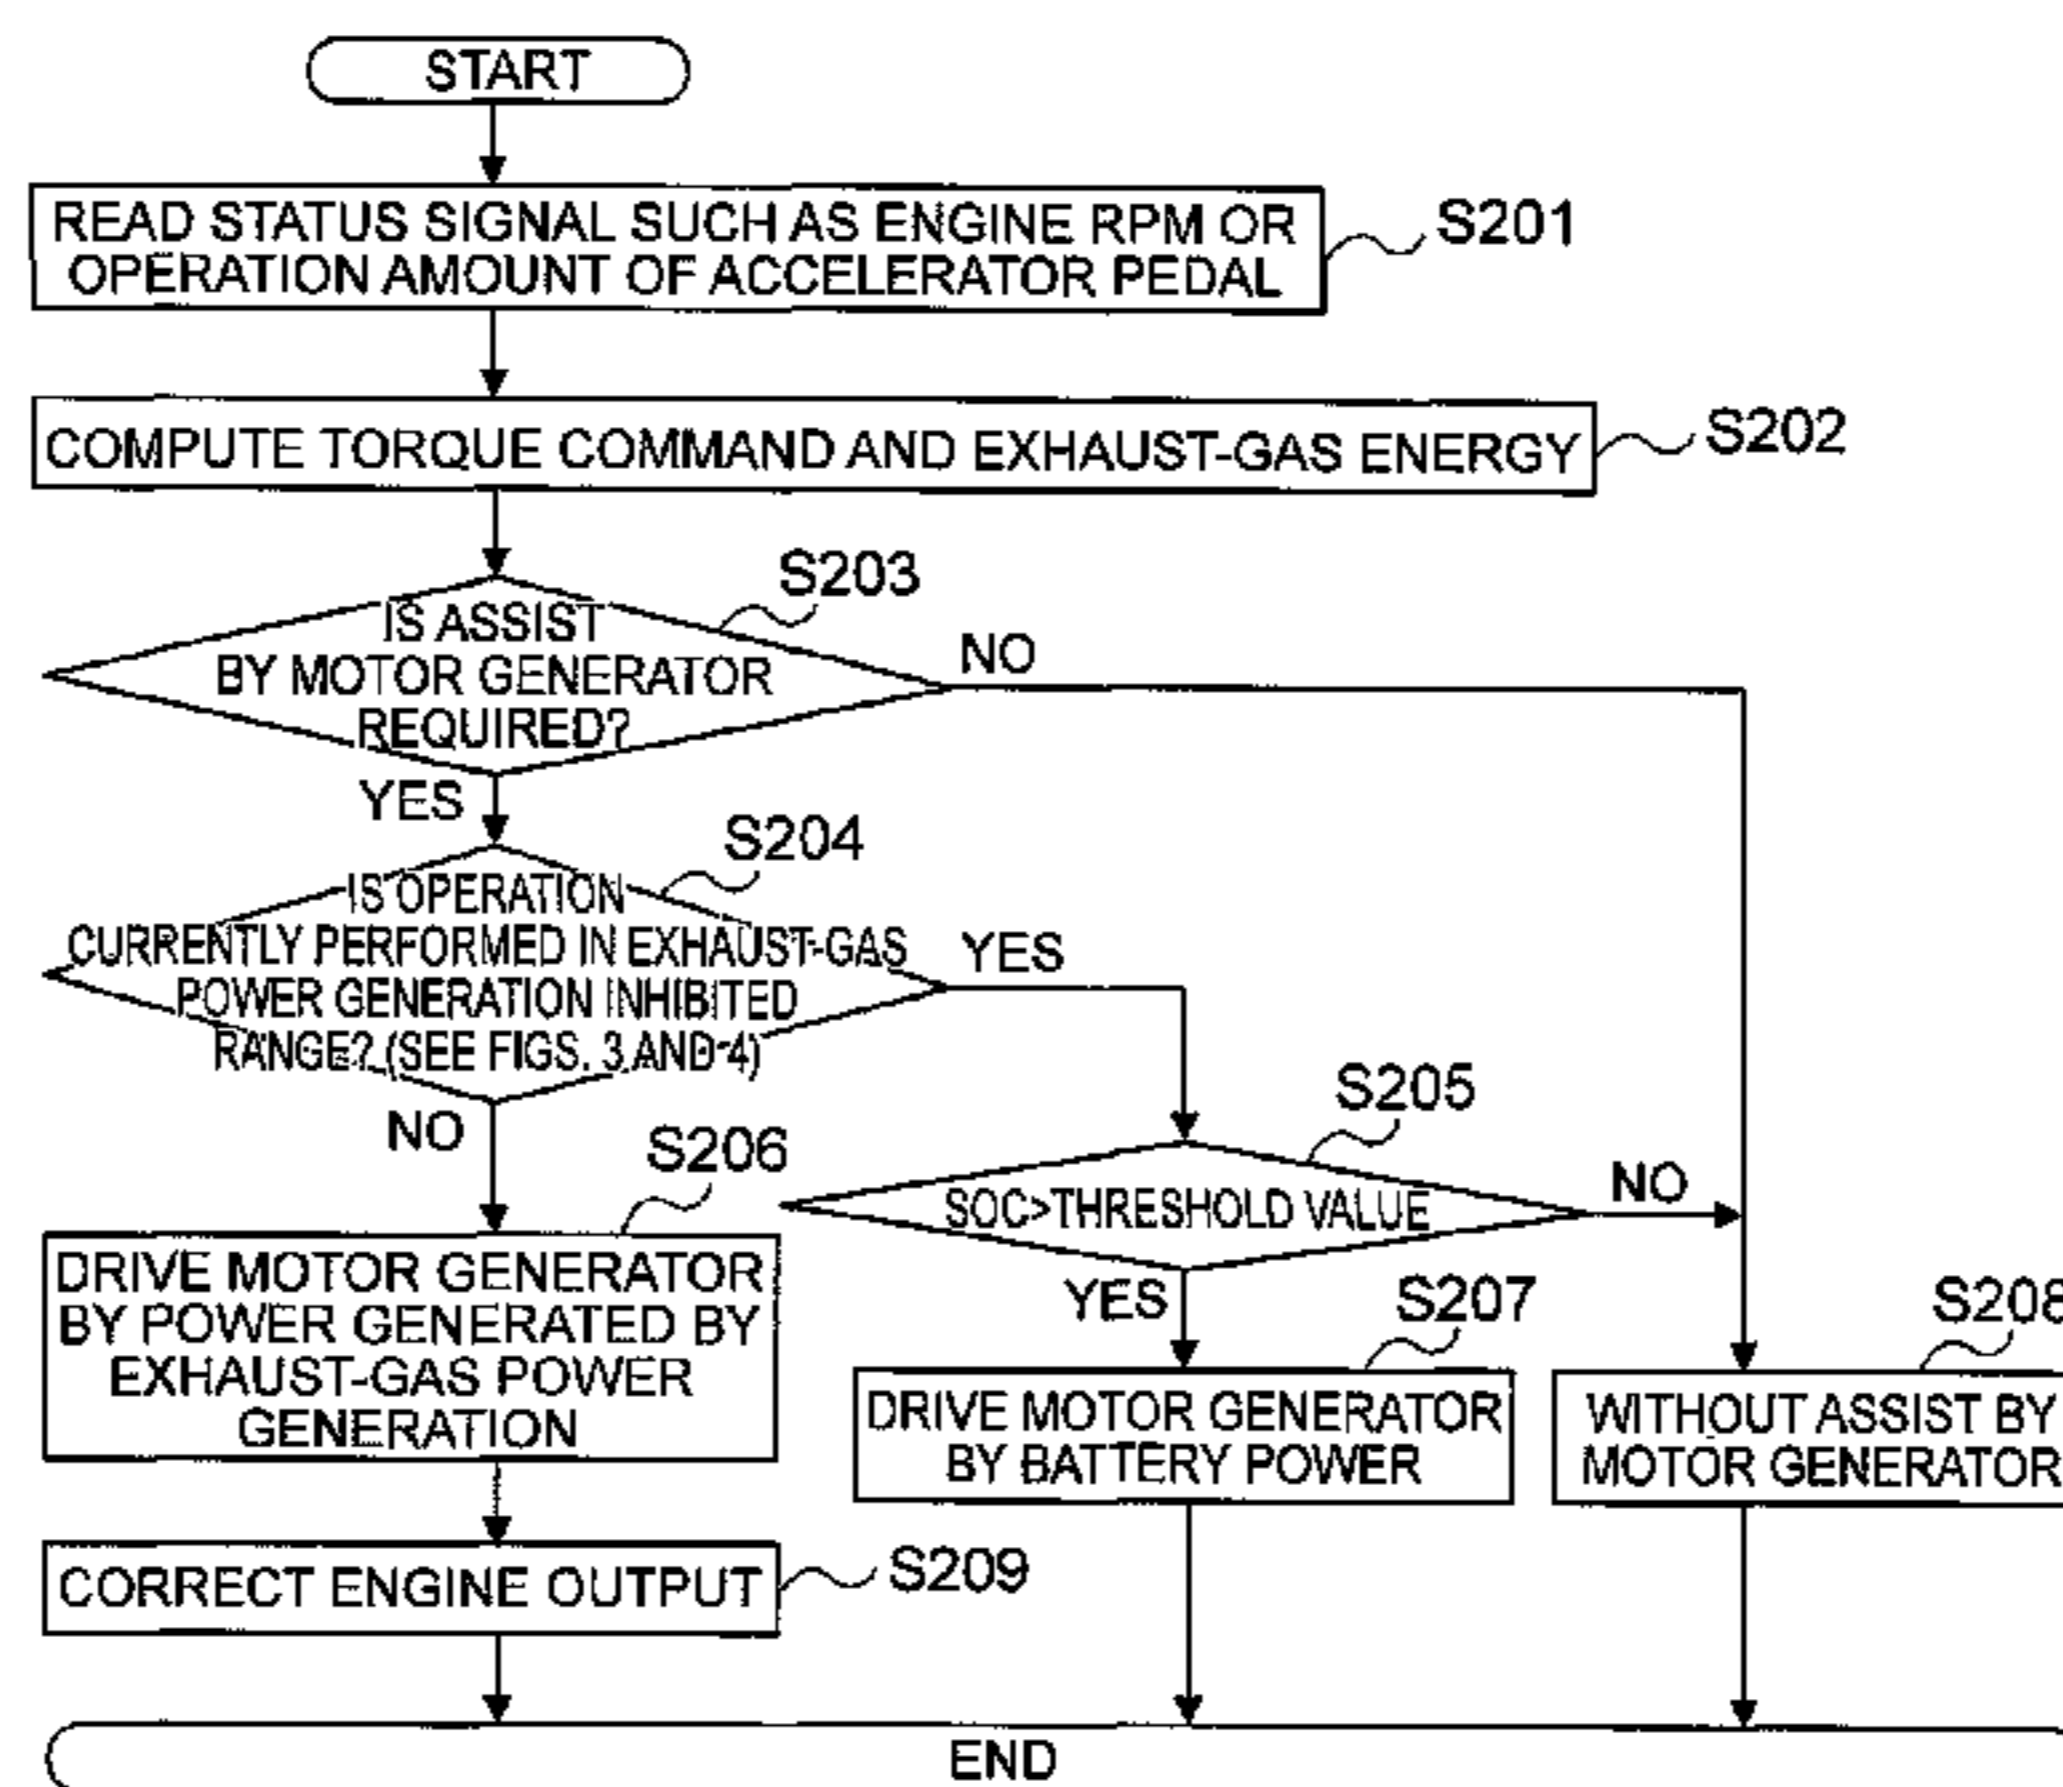 START
READ STATUS SIGNAL SUCH AS ENGINE RPM OR
OPERATION AMOUNT OF ACCELERATOR PEDAL
S201
COMPUTE TORQUE COMMAND AND EXHAUST-GAS ENERGY
S202
S203
IS ASSIST
BY MOTOR GENERATOR
REQUIRED?
NO
YES
S204
IS OPERATION
CURRENTLY PERFORMED IN EXHAUST-GAS
POWER GENERATION INHIBITED
RANGE? (SEE FIGS. 3 AND 4)
YES
NO
S205
SOC>THRESHOLD VALUE
NO
YES
S206
DRIVE MOTOR GENERATOR
BY POWER GENERATED BY
EXHAUST-GAS POWER
GENERATION
S207
DRIVE MOTOR GENERATOR
BY BATTERY POWER
S208
WITHOUT ASSIST BY
MOTOR GENERATOR
CORRECT ENGINE OUTPUT
S209
END